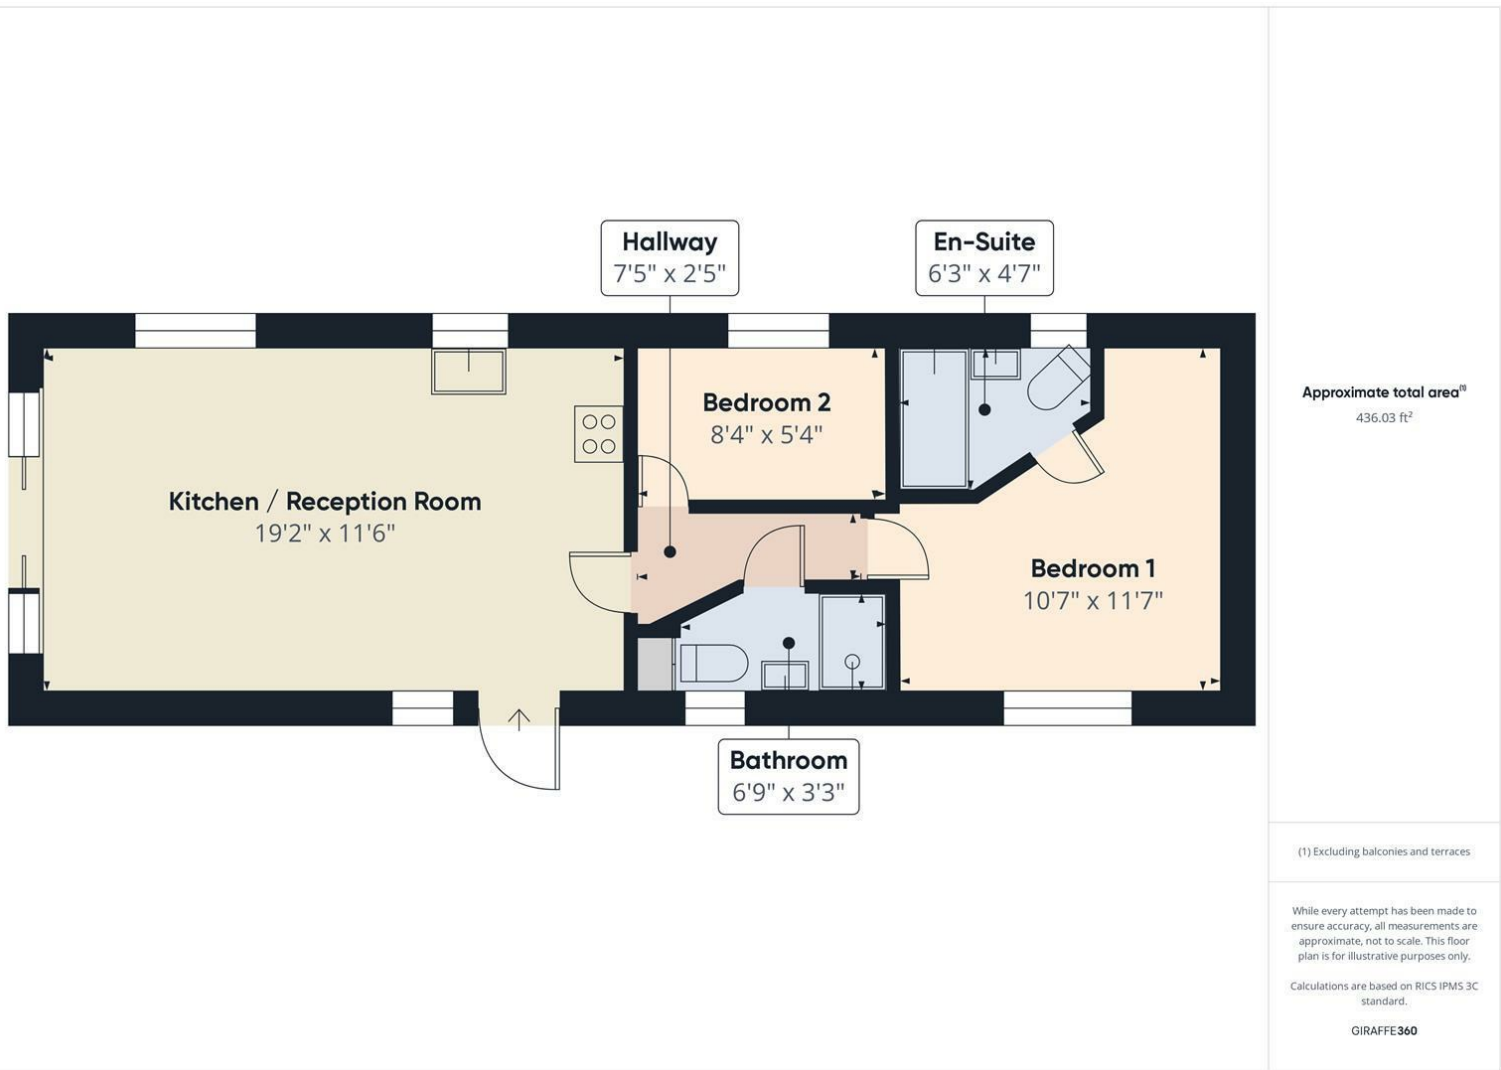 Hallway
7'5" x 2'5"
En-Suite
6'3" x 4'7"
Bedroom 2
8'4" x 5'4"
Kitchen / Reception Room
19'2" x 11'6"
Bedroom 1
10'7" x 11'7"
Bathroom
6'9" x 3'3"
Approximate total area⁽¹⁾
436.03 ft²
(1) Excluding balconies and terraces
While every attempt has been made to
ensure accuracy, all measurements are
approximate, not to scale. This floor
plan is for illustrative purposes only.
Calculations are based on RICS IPMS 3C
standard.
GIRAFFE360